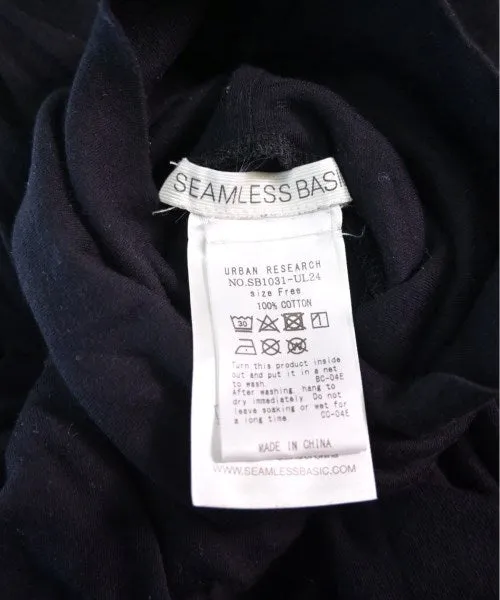 SEAMLESS BASIC
URBAN RESEARCH
NO.SB1031-UL24
size Free
100% COTTON
30
Turn this product inside
out and put it in a net
to wash. BC-04E
After washing, hang to
dry immediately. Do not
leave soaking or wet for
a long time. CC-04E
MADE IN CHINA
WWW.SEAMLESSBASIC.COM